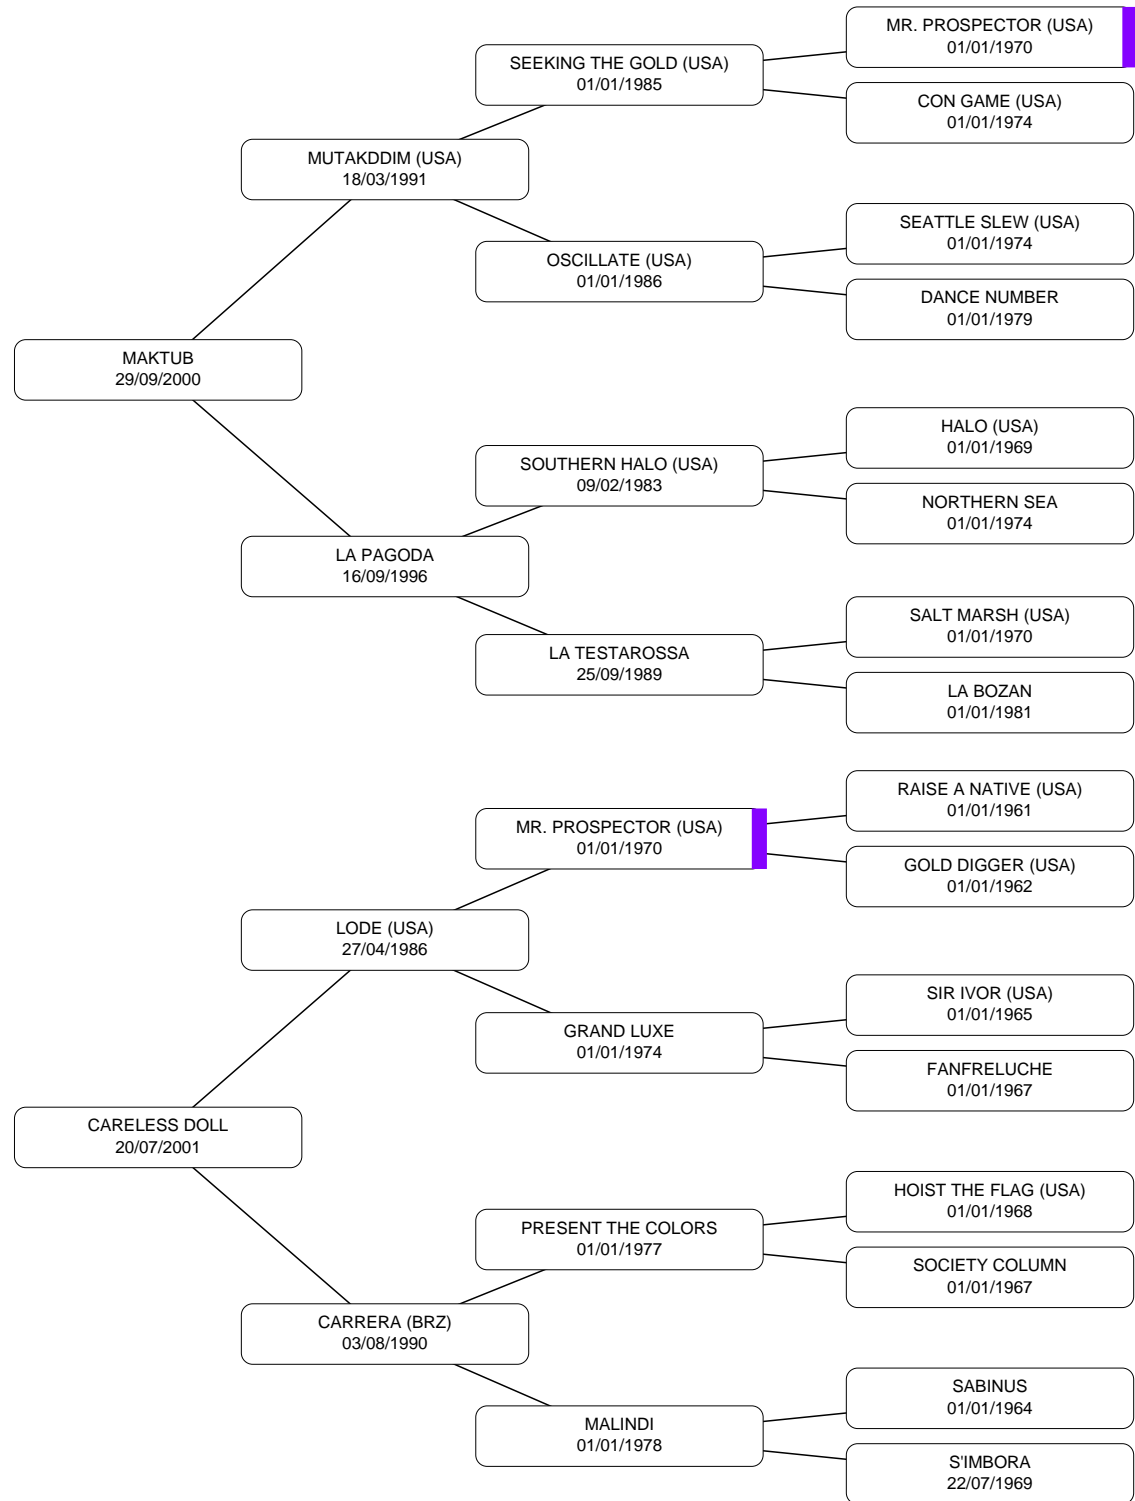 MR. PROSPECTOR (USA)
01/01/1970
SEEKING THE GOLD (USA)
01/01/1985
CON GAME (USA)
01/01/1974
MUTAKDDIM (USA)
18/03/1991
SEATTLE SLEW (USA)
01/01/1974
OSCILLATE (USA)
01/01/1986
DANCE NUMBER
01/01/1979
MAKTUB
29/09/2000
HALO (USA)
01/01/1969
SOUTHERN HALO (USA)
09/02/1983
NORTHERN SEA
01/01/1974
LA PAGODA
16/09/1996
SALT MARSH (USA)
01/01/1970
LA TESTAROSSA
25/09/1989
LA BOZAN
01/01/1981
RAISE A NATIVE (USA)
01/01/1961
MR. PROSPECTOR (USA)
01/01/1970
GOLD DIGGER (USA)
01/01/1962
LODE (USA)
27/04/1986
SIR IVOR (USA)
01/01/1965
GRAND LUXE
01/01/1974
FANFRELUCHE
01/01/1967
CARELESS DOLL
20/07/2001
HOIST THE FLAG (USA)
01/01/1968
PRESENT THE COLORS
01/01/1977
SOCIETY COLUMN
01/01/1967
CARRERA (BRZ)
03/08/1990
SABINUS
01/01/1964
MALINDI
01/01/1978
S'IMBORA
22/07/1969